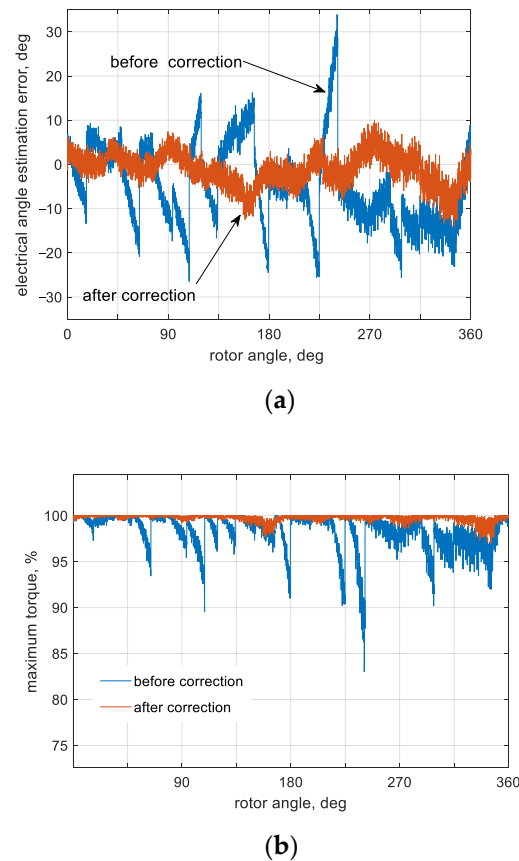 30
20
10
0
−10
−20
−30
electrical angle estimation error, deg
before correction
after correction
0 90 180 270 360
rotor angle, deg
(a)
100
95
90
85
80
75
maximum torque, %
before correction
after correction
90 180 270 360
rotor angle, deg
(b)